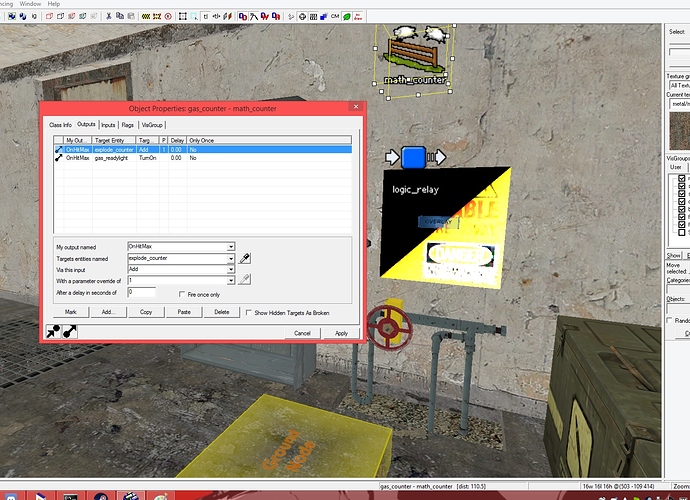 ncing Window Help
math_counter
Select:
Object Properties: gas_counter - math_counter
Texture gr
All Text
Current te
metal/m
Class Info Outputs Inputs Flags VisGroup
My Out... Target Entity Targ... P Delay Only Once
OnHitMax explode_counter Add 1 0.00 No
OnHitMax gas_readylight TurnOn 0.00 No
logic_relay
VisGroups
My output named OnHitMax
Targets entities named explode_counter
Via this input Add
With a parameter override of 1
After a delay in seconds of 0 Fire once only
Mark Add... Copy Paste Delete Show Hidden Targets As Broken
Cancel Apply
Show
Move
selected:
Categories
Objects:
Ground
Node
gas_counter - math_counter [dist: 110.5]
16w 16l 16h @(503 -109 414)
Zoom: